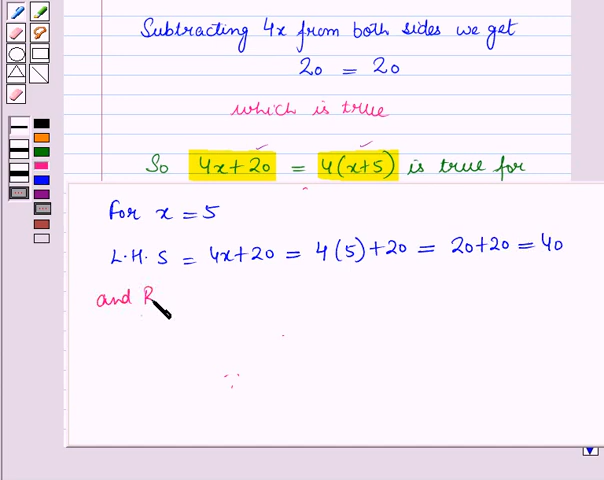 Subtracting 4x from both sides we get
20 = 20
which is true
So 4x+20 = 4(x+5) is true for
For x = 5
L.H.S = 4x+20 = 4(5)+20 = 20+20 = 40
and R